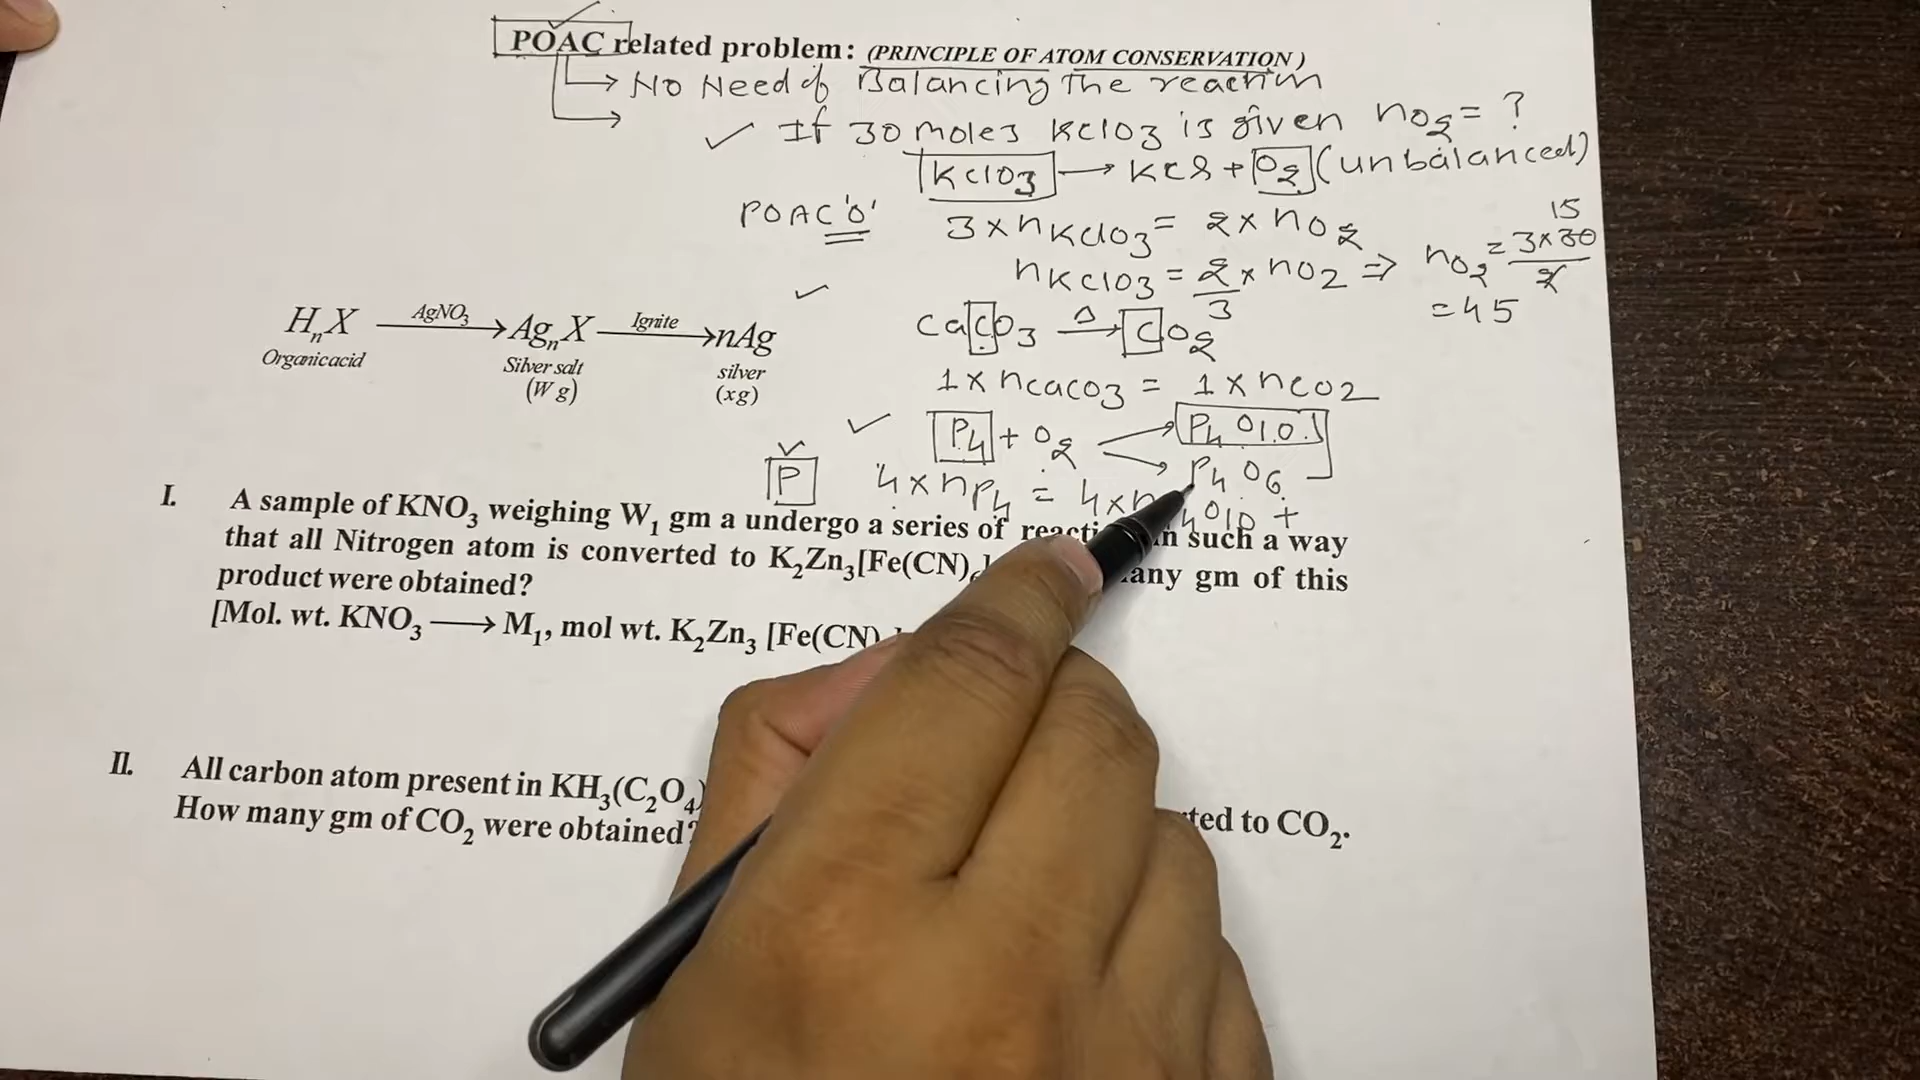 POAC related problem: (PRINCIPLE OF ATOM CONSERVATION)
→ No Need of Balancing The reaction
→
✓ If 30 moles KClO3 is given nO2 = ?
KClO3 → KCl + O2 (unbalanced)
POAC 'O' 3 × nKClO3 = 2 × nO2
nKClO3 = 2/3 × nO2 ⇒ nO2 = 3×30/2
15
= 45
✓
HₙX —AgNO₃→ AgₙX —Ignite→ nAg
Organic acid Silver salt silver
(W g) (xg)
CaCO3 —Δ→ CO2
1 × nCaCO3 = 1 × nCO2
✓ P4 + O2 → P4O10
→ P4O6
✓
P 4 × nP4 = 4 × n 4O10 +
I. A sample of KNO₃ weighing W₁ gm a undergo a series of reacti n such a way
that all Nitrogen atom is converted to K₂Zn₃[Fe(CN) any gm of this
product were obtained?
[Mol. wt. KNO₃ ⟶ M₁, mol wt. K₂Zn₃ [Fe(CN)
II. All carbon atom present in KH₃(C₂O₄) ted to CO₂.
How many gm of CO₂ were obtained?